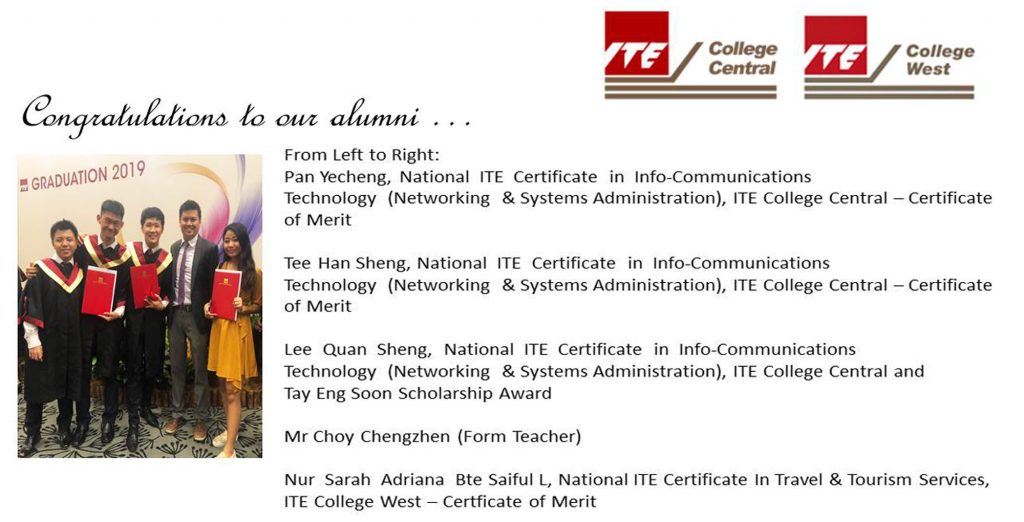 ITE College Central
ITE College West
Congratulations to our alumni ...
GRADUATION 2019
From Left to Right:
Pan Yecheng, National ITE Certificate in Info-Communications
Technology (Networking & Systems Administration), ITE College Central – Certificate
of Merit
Tee Han Sheng, National ITE Certificate in Info-Communications
Technology (Networking & Systems Administration), ITE College Central – Certificate
of Merit
Lee Quan Sheng, National ITE Certificate in Info-Communications
Technology (Networking & Systems Administration), ITE College Central and
Tay Eng Soon Scholarship Award
Mr Choy Chengzhen (Form Teacher)
Nur Sarah Adriana Bte Saiful L, National ITE Certificate In Travel & Tourism Services,
ITE College West – Certficate of Merit